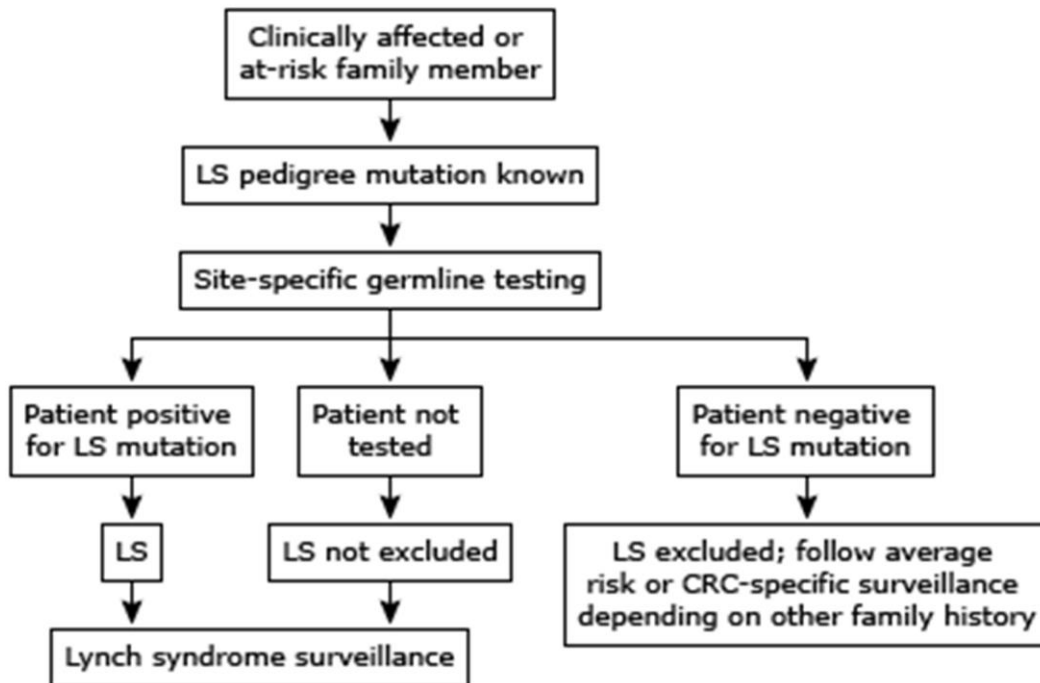 Clinically affected or
at-risk family member
LS pedigree mutation known
Site-specific germline testing
Patient positive
for LS mutation
Patient not
tested
Patient negative
for LS mutation
LS
LS not excluded
LS excluded; follow average
risk or CRC-specific surveillance
depending on other family history
Lynch syndrome surveillance